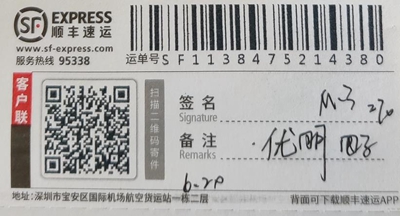 SF EXPRESS
顺丰速运
www.sf-express.com
服务热线 95338
运单号 SF1138475214380
客户联
扫描二维码寄件
签名
Signature
备注
Remarks
6-20
地址:深圳市宝安区国际机场航空货运站一栋二层
背面可下载顺丰速运APP